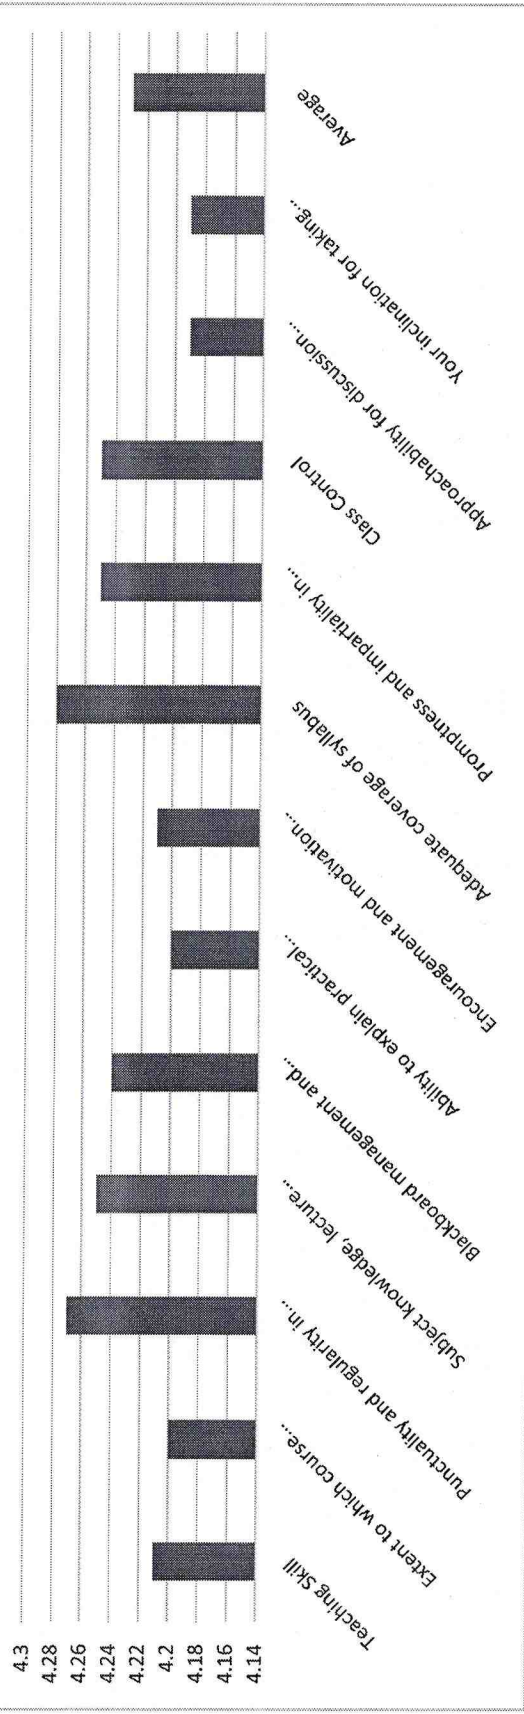 4.3
4.28
4.26
4.24
4.22
4.2
4.18
4.16
4.14
Teaching Skill
Extent to which course...
Punctuality and regularity in...
Subject knowledge, lecture...
Blackboard management and...
Ability to explain practical...
Encouragement and motivation...
Adequate coverage of syllabus
Promptness and impartiality in...
Class Control
Approachability for discussion...
Your inclination for taking...
Average